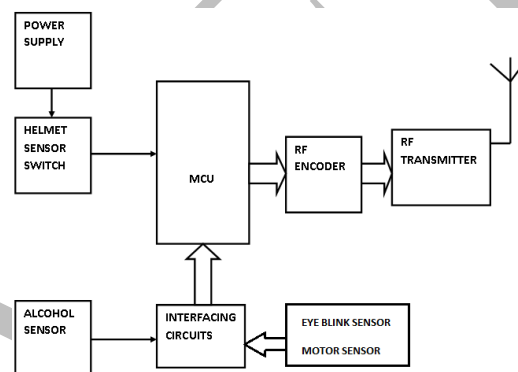 POWER
SUPPLY
HELMET
SENSOR
SWITCH
MCU
RF
ENCODER
RF
TRANSMITTER
ALCOHOL
SENSOR
INTERFACING
CIRCUITS
EYE BLINK SENSOR
MOTOR SENSOR